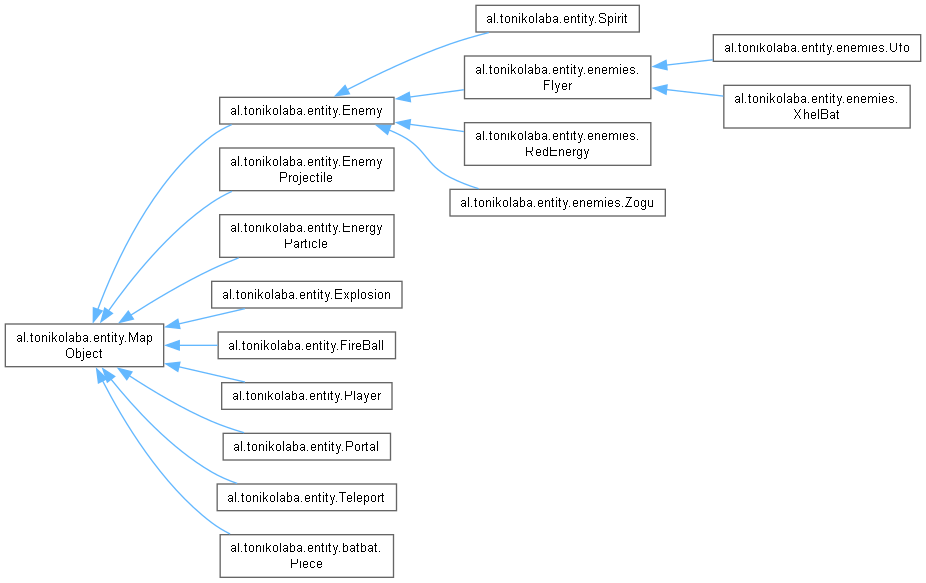 al.tonikolaba.entity.Spirit
al.tonikolaba.entity.enemies.Ufo
al.tonikolaba.entity.enemies.
Flyer
al.tonikolaba.entity.enemies.
XhelBat
al.tonikolaba.entity.Enemy
al.tonikolaba.entity.enemies.
RedEnergy
al.tonikolaba.entity.Enemy
Projectile
al.tonikolaba.entity.enemies.Zogu
al.tonikolaba.entity.Energy
Particle
al.tonikolaba.entity.Explosion
al.tonikolaba.entity.Map
Object
al.tonikolaba.entity.FireBall
al.tonikolaba.entity.Player
al.tonikolaba.entity.Portal
al.tonikolaba.entity.Teleport
al.tonikolaba.entity.batbat.
Piece